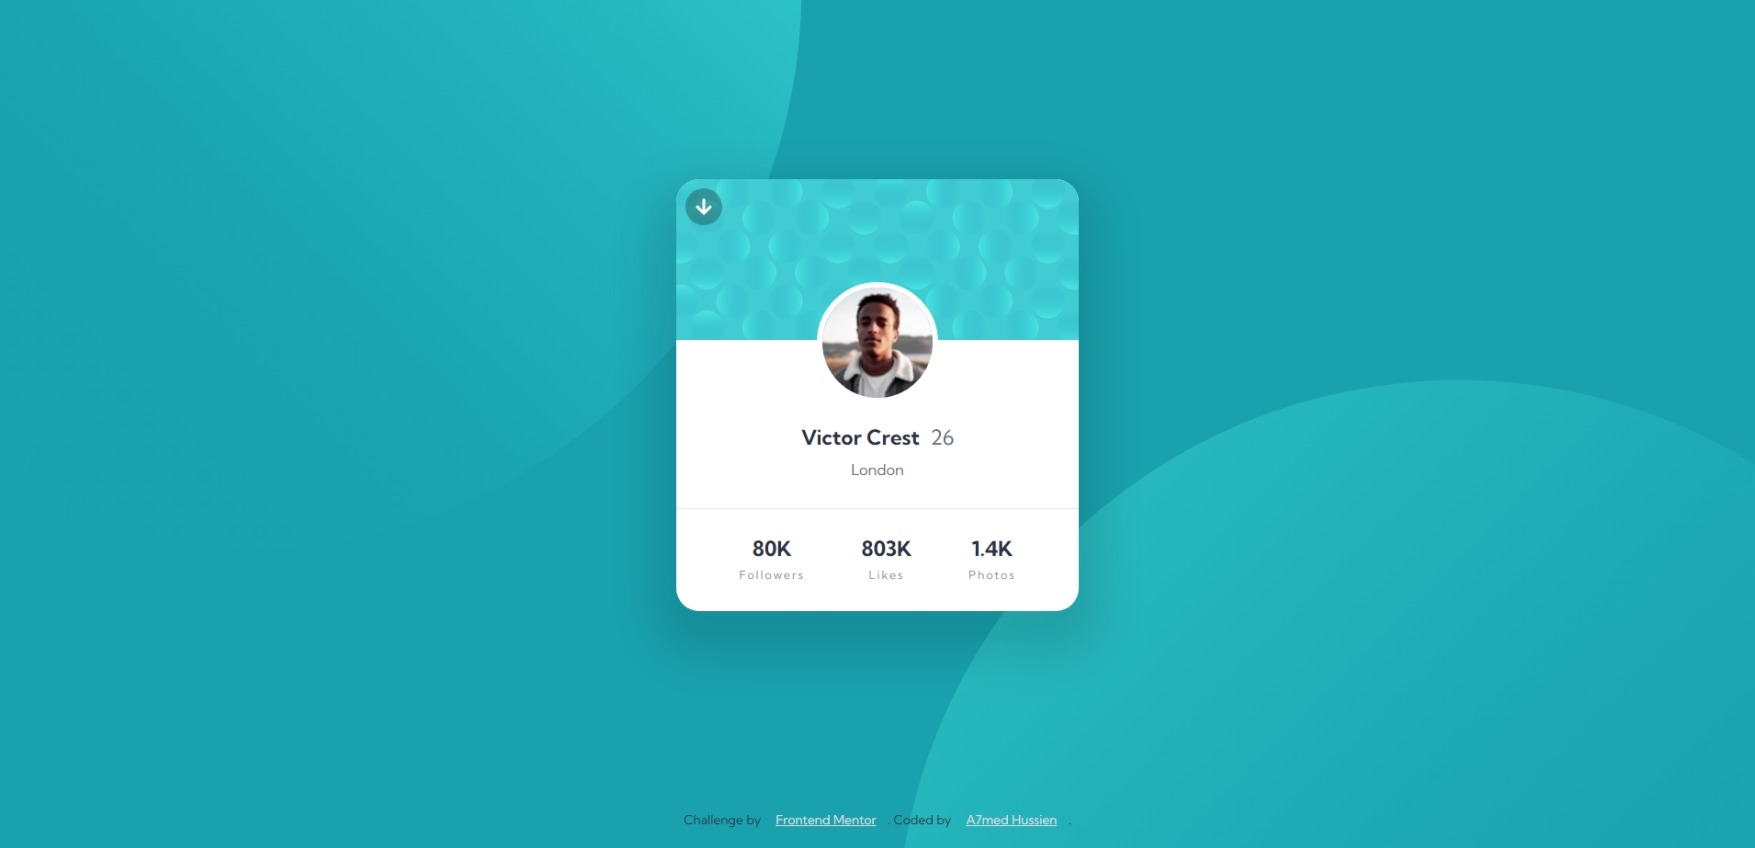 Victor Crest 26
London
80K 803K 1.4K
Followers Likes Photos
Challenge by Frontend Mentor . Coded by A7med Hussien .